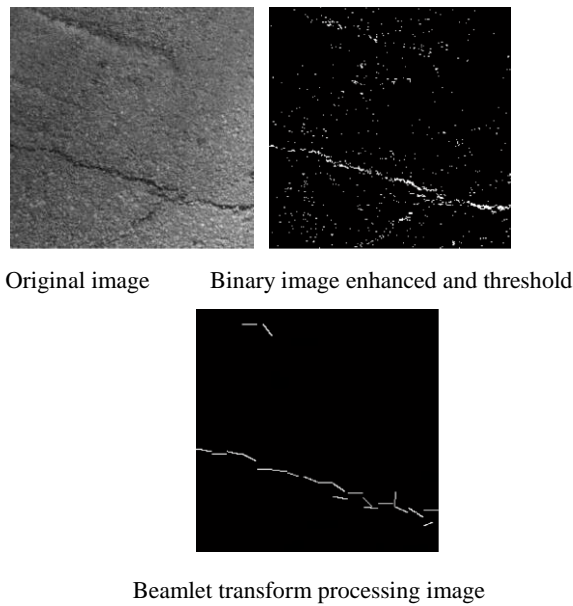 Original image
Binary image enhanced and threshold
Beamlet transform processing image